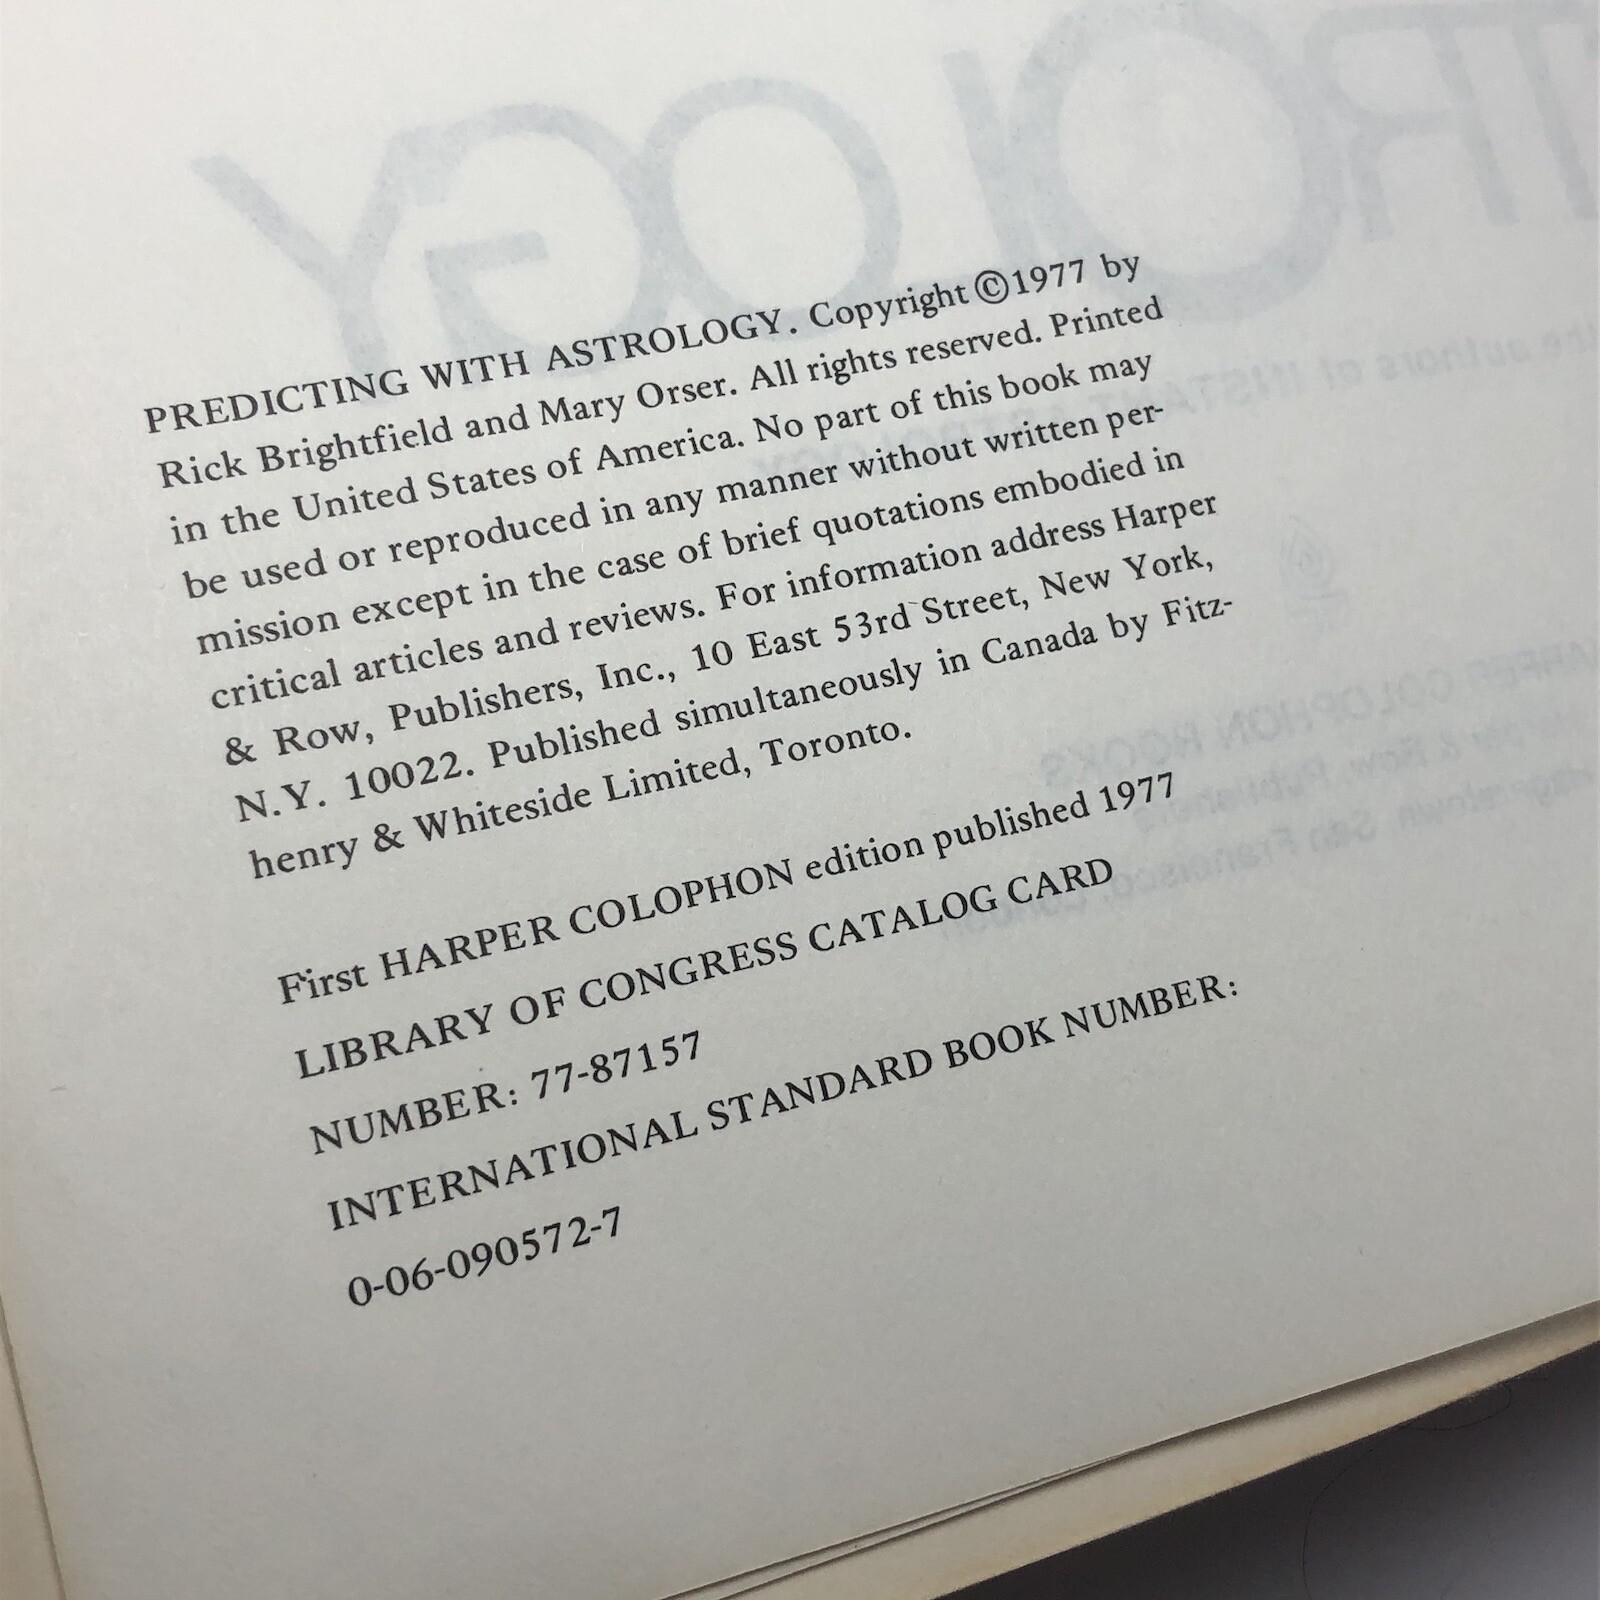 PREDICTING WITH ASTROLOGY. Copyright ©1977 by
Rick Brightfield and Mary Orser. All rights reserved. Printed
in the United States of America. No part of this book may
be used or reproduced in any manner without written per-
mission except in the case of brief quotations embodied in
critical articles and reviews. For information address Harper
& Row, Publishers, Inc., 10 East 53rd Street, New York,
N.Y. 10022. Published simultaneously in Canada by Fitz-
henry & Whiteside Limited, Toronto.
First HARPER COLOPHON edition published 1977
LIBRARY OF CONGRESS CATALOG CARD
NUMBER: 77-87157
INTERNATIONAL STANDARD BOOK NUMBER:
0-06-090572-7